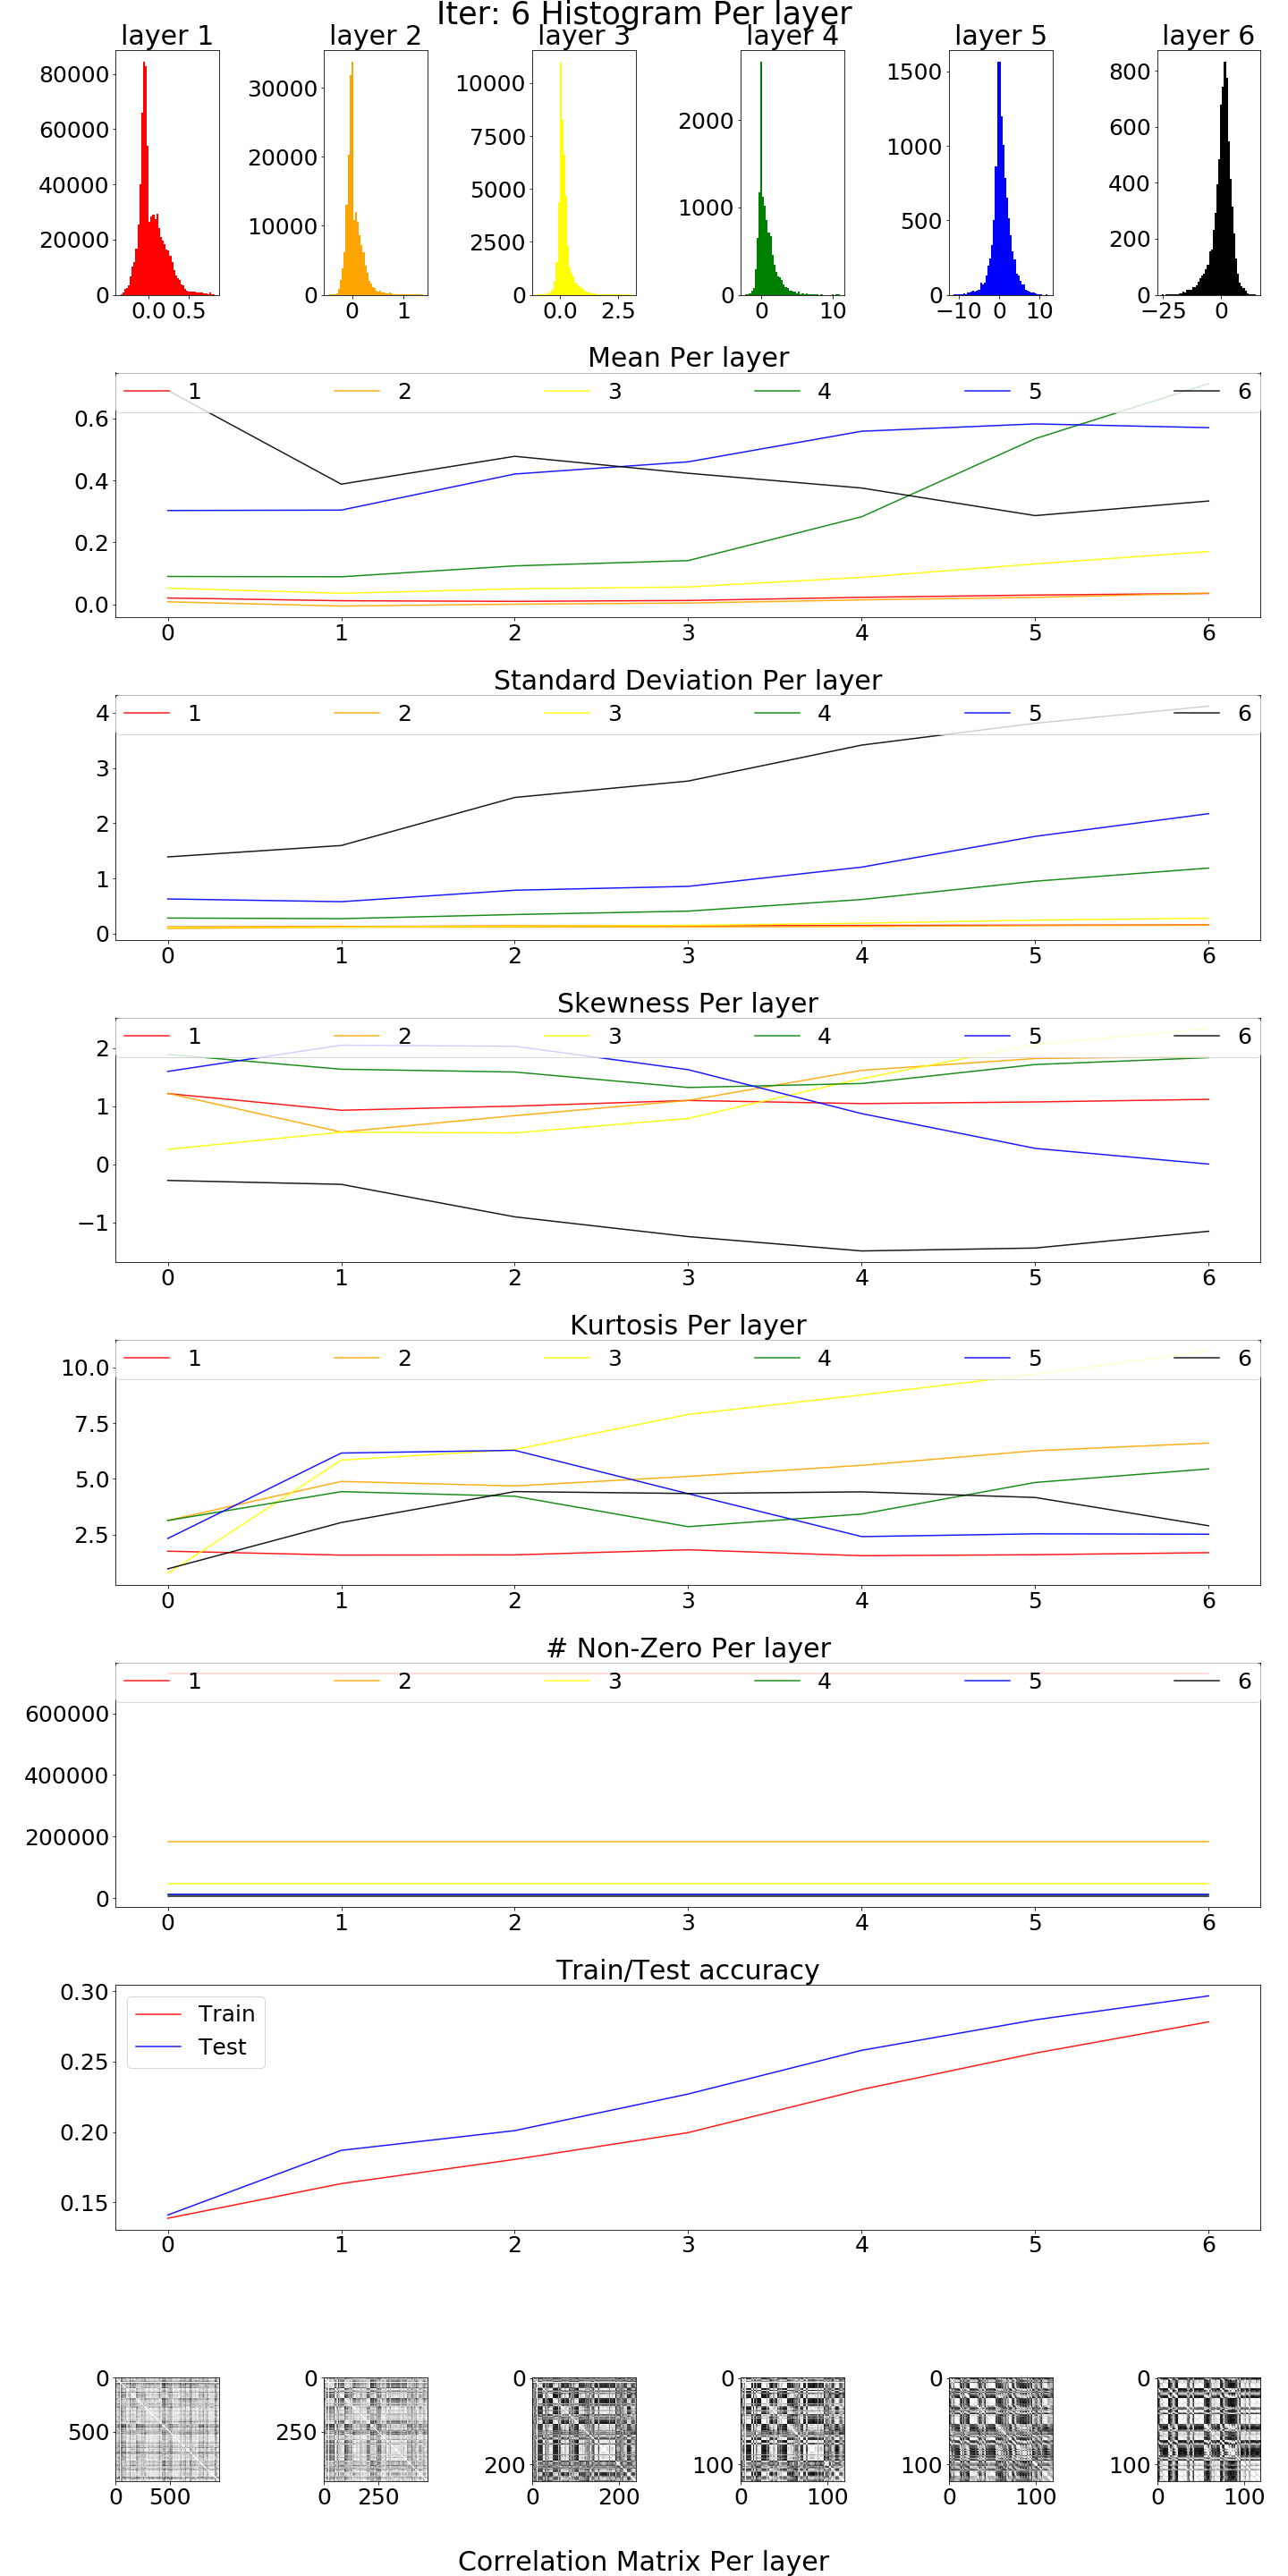 Iter: 6 Histogram Per layer
layer 1 layer 2 layer 3 layer 4 layer 5 layer 6
80000 60000 40000 20000 0
0.0 0.5
30000 20000 10000 0
0 1
10000 7500 5000 2500 0
0.0 2.5
2000 1000 0
0 10
1500 1000 500 0
−10 0 10
800 600 400 200 0
−25 0
Mean Per layer
1 2 3 4 5 6
0.6
0.4
0.2
0.0
0 1 2 3 4 5 6
Standard Deviation Per layer
1 2 3 4 5 6
4
3
2
1
0
0 1 2 3 4 5 6
Skewness Per layer
1 2 3 4 5 6
2
1
0
−1
0 1 2 3 4 5 6
Kurtosis Per layer
1 2 3 4 5 6
10.0
7.5
5.0
2.5
0 1 2 3 4 5 6
# Non-Zero Per layer
1 2 3 4 5 6
600000
400000
200000
0
0 1 2 3 4 5 6
Train/Test accuracy
Train
Test
0.30
0.25
0.20
0.15
0 1 2 3 4 5 6
0 500
0 500
0 250
0 250
0 200
0 200
0 100
0 100
0 100
0 100
0 100
0 100
Correlation Matrix Per layer